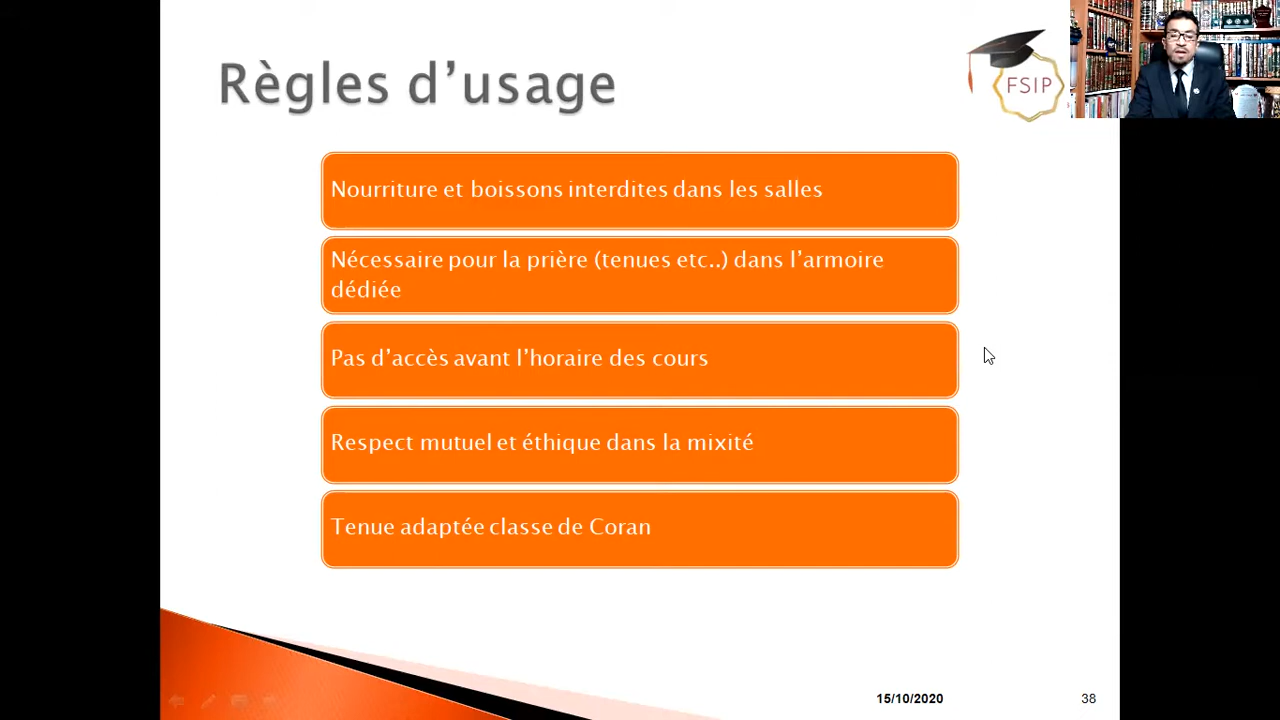 Règles d'usage
FSIP
Nourriture et boissons interdites dans les salles
Nécessaire pour la prière (tenues etc..) dans l'armoire
dédiée
Pas d'accès avant l'horaire des cours
Respect mutuel et éthique dans la mixité
Tenue adaptée classe de Coran
15/10/2020
38